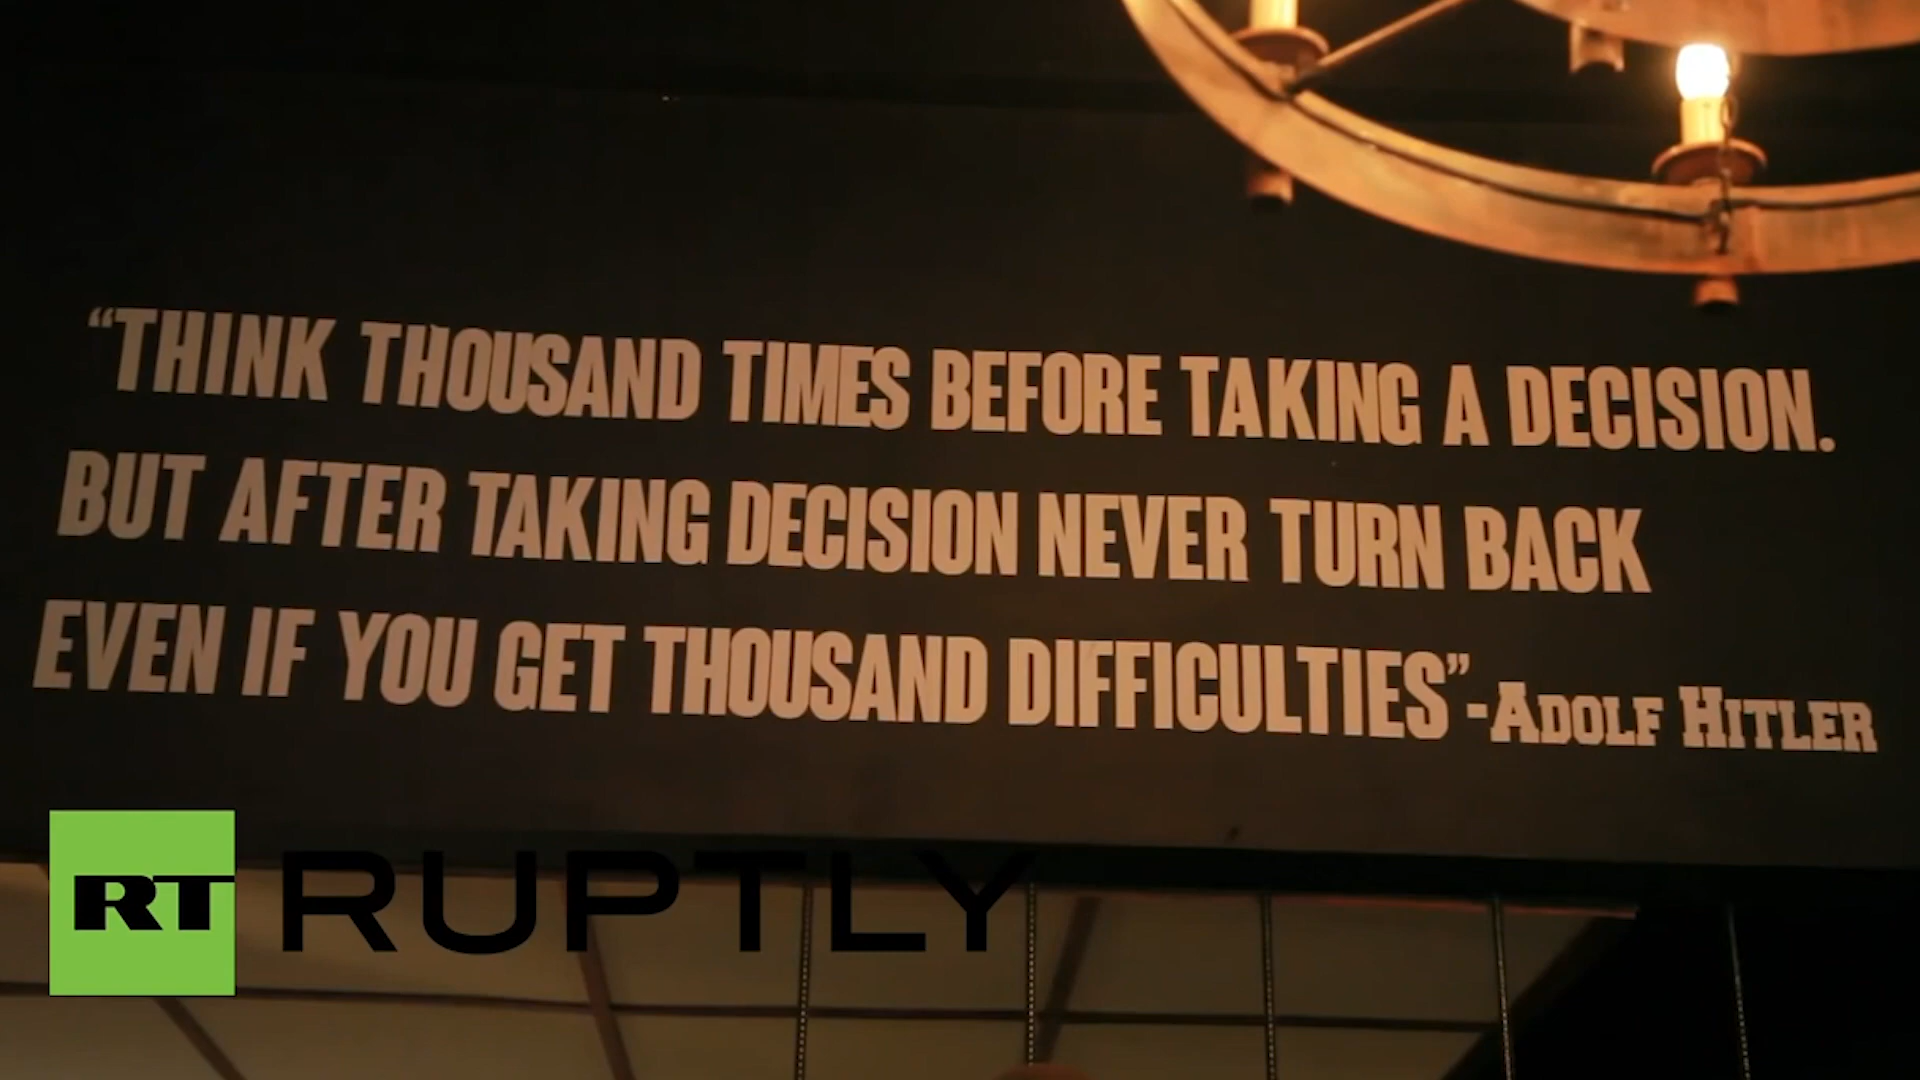 “THINK THOUSAND TIMES BEFORE TAKING A DECISION.
BUT AFTER TAKING DECISION NEVER TURN BACK
EVEN IF YOU GET THOUSAND DIFFICULTIES”-ADOLF HITLER
RT RUPTLY